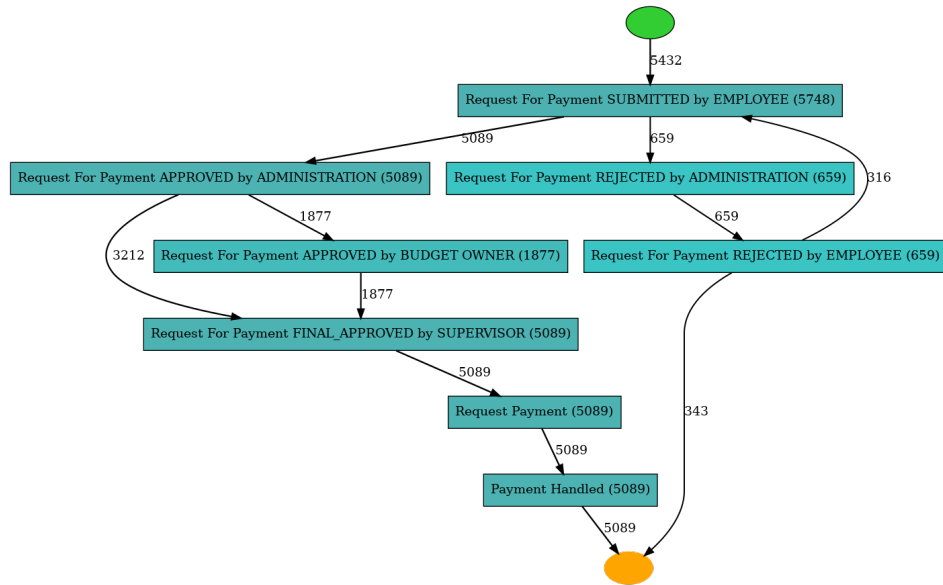 5432
Request For Payment SUBMITTED by EMPLOYEE (5748)
5089
659
Request For Payment APPROVED by ADMINISTRATION (5089)
Request For Payment REJECTED by ADMINISTRATION (659)
316
1877
659
3212
Request For Payment APPROVED by BUDGET OWNER (1877)
Request For Payment REJECTED by EMPLOYEE (659)
1877
Request For Payment FINAL_APPROVED by SUPERVISOR (5089)
5089
Request Payment (5089)
343
5089
Payment Handled (5089)
5089